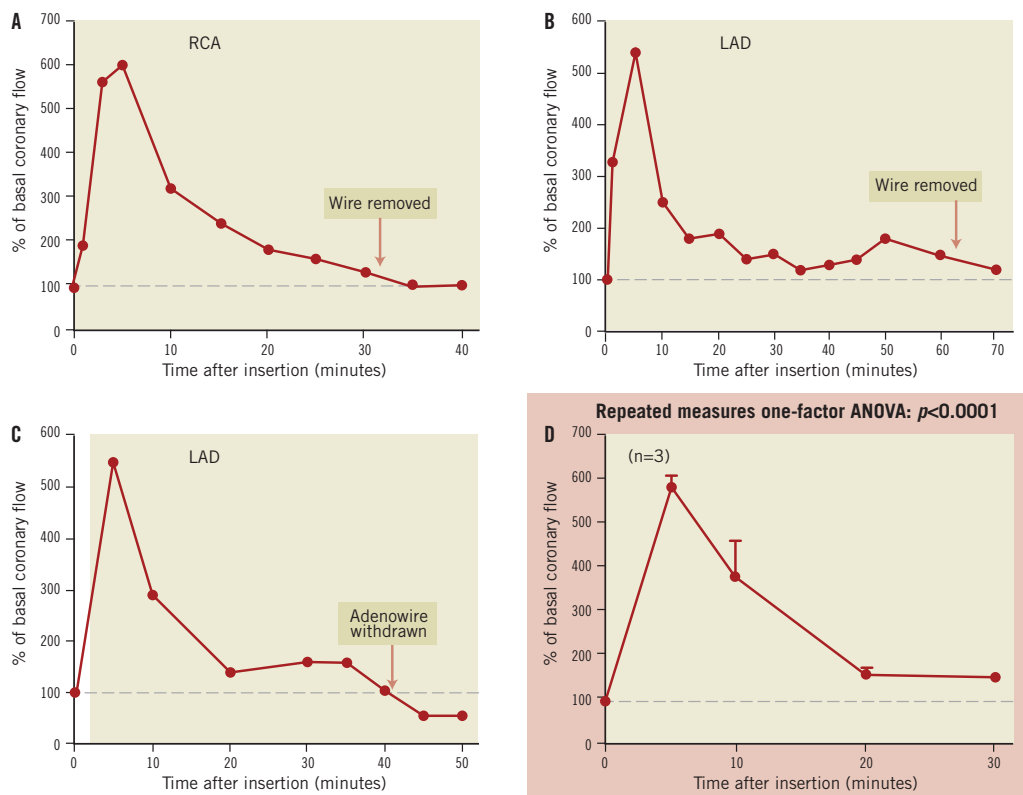 A
RCA
700
600
500
400
300
200
100
0
% of basal coronary flow
Wire removed
0 10 20 30 40
Time after insertion (minutes)
B
LAD
600
500
400
300
200
100
0
% of basal coronary flow
Wire removed
0 10 20 30 40 50 60 70
Time after insertion (minutes)
C
LAD
600
500
400
300
200
100
0
% of basal coronary flow
Adenowire
withdrawn
0 10 20 30 40 50
Time after insertion (minutes)
Repeated measures one-factor ANOVA: p<0.0001
D
(n=3)
700
600
500
400
300
200
100
0
% of basal coronary flow
0 10 20 30
Time after insertion (minutes)